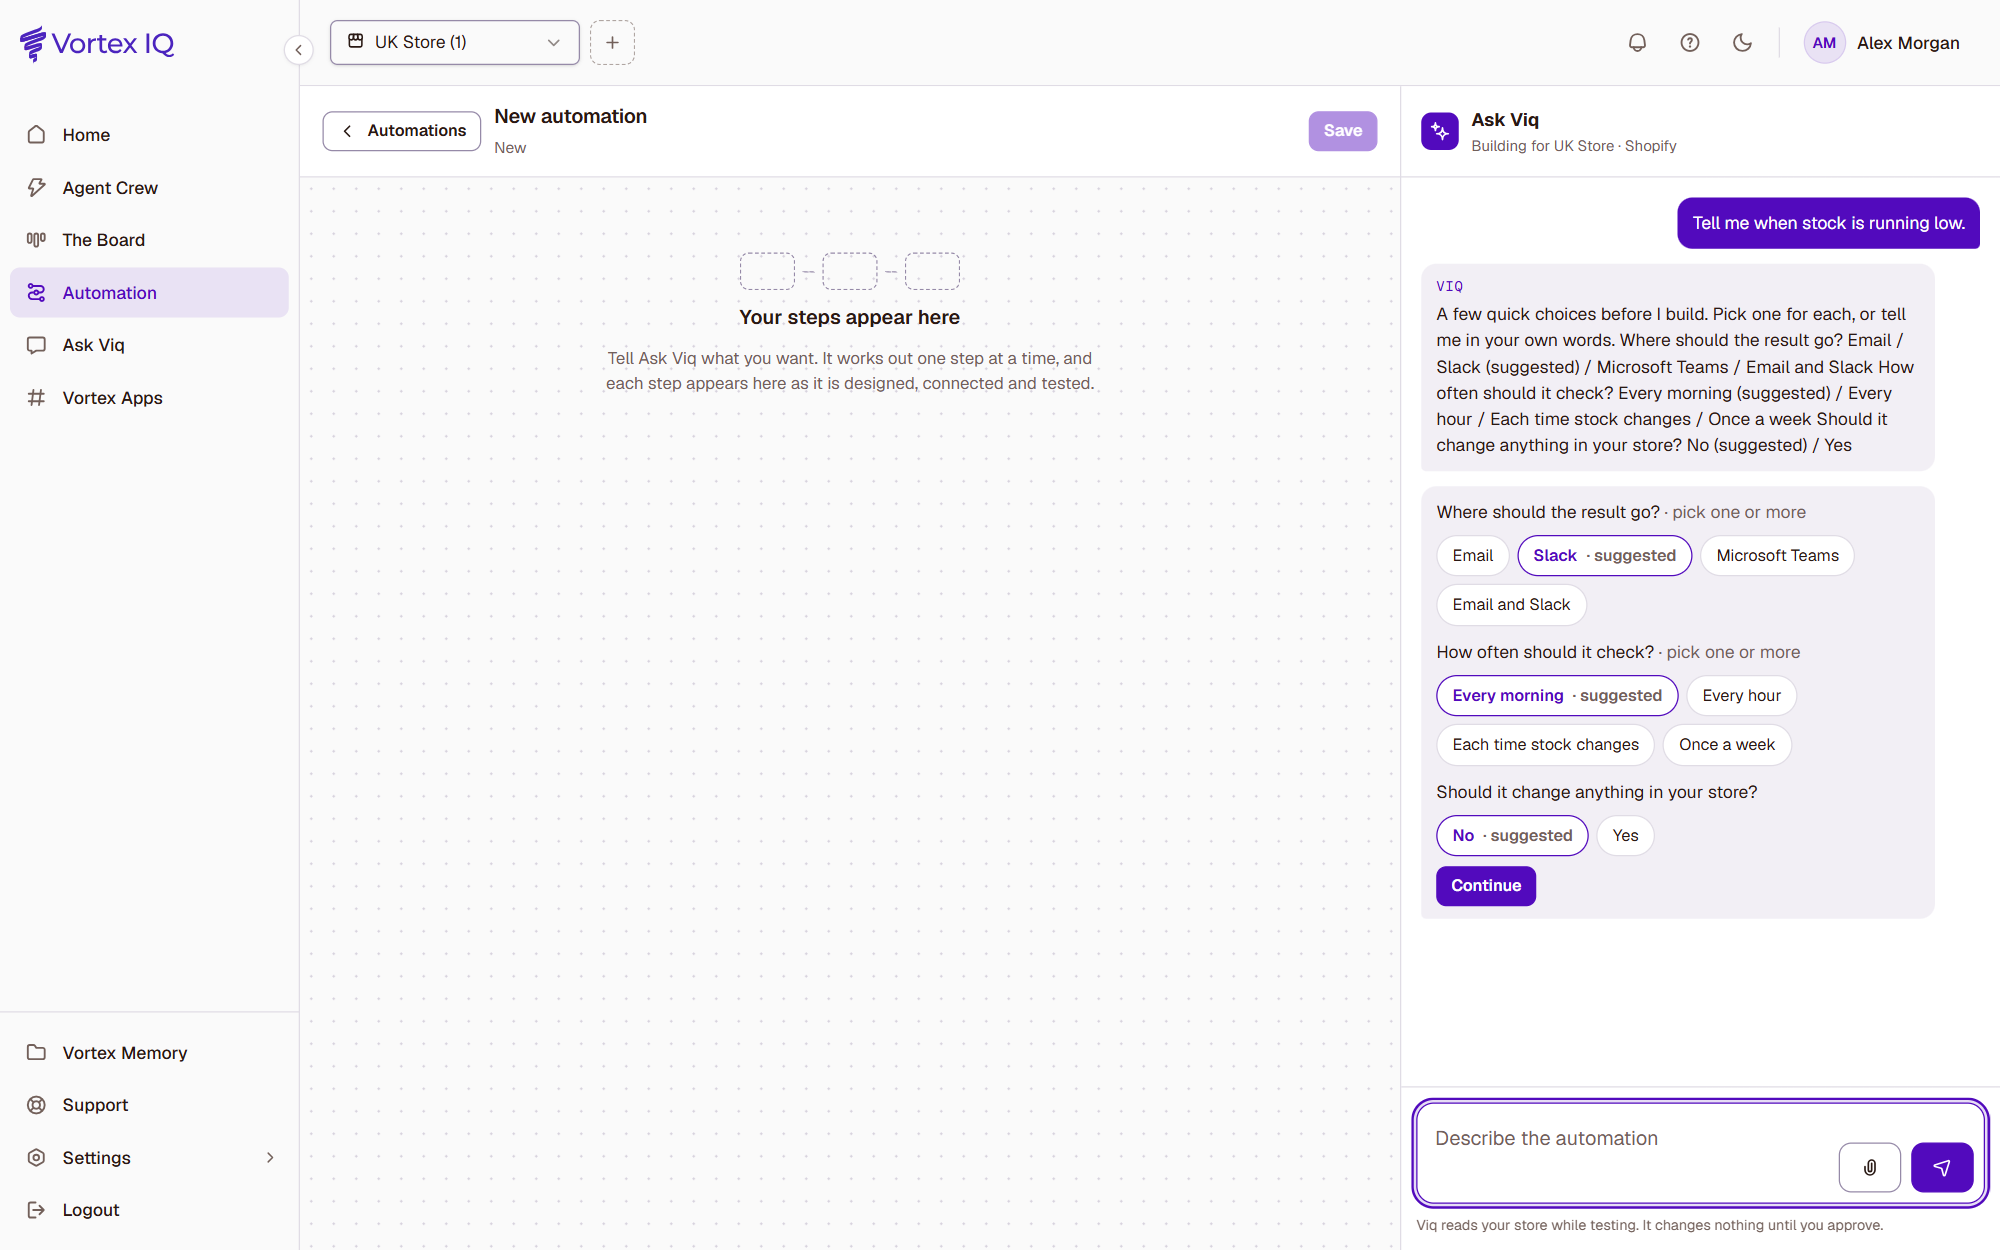 Vortex IQ
UK Store (1)
AM
Alex Morgan
Home
Agent Crew
The Board
Automation
Ask Viq
Vortex Apps
Vortex Memory
Support
Settings
Logout
Automations
New automation
New
Save
Your steps appear here
Tell Ask Viq what you want. It works out one step at a time, and
each step appears here as it is designed, connected and tested.
Ask Viq
Building for UK Store · Shopify
Tell me when stock is running low.
VIQ
A few quick choices before I build. Pick one for each, or tell
me in your own words. Where should the result go? Email /
Slack (suggested) / Microsoft Teams / Email and Slack How
often should it check? Every morning (suggested) / Every
hour / Each time stock changes / Once a week Should it
change anything in your store? No (suggested) / Yes
Where should the result go? · pick one or more
Email
Slack · suggested
Microsoft Teams
Email and Slack
How often should it check? · pick one or more
Every morning · suggested
Every hour
Each time stock changes
Once a week
Should it change anything in your store?
No · suggested
Yes
Continue
Describe the automation
Viq reads your store while testing. It changes nothing until you approve.